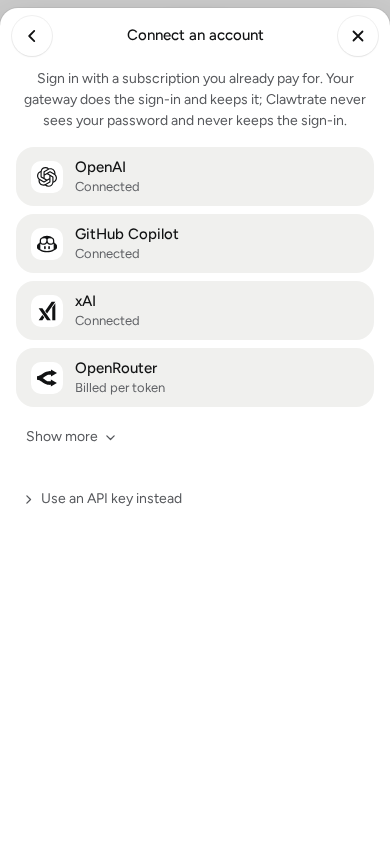 Connect an account
Sign in with a subscription you already pay for. Your
gateway does the sign-in and keeps it; Clawtrate never
sees your password and never keeps the sign-in.
OpenAI
Connected
GitHub Copilot
Connected
xAI
Connected
OpenRouter
Billed per token
Show more
Use an API key instead